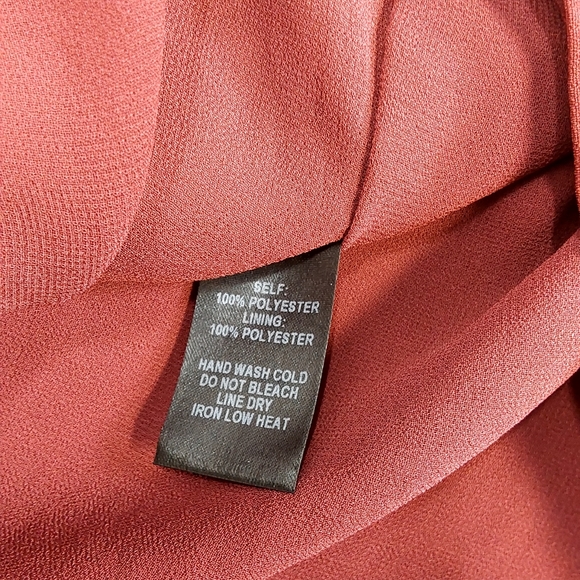 SELF:
100% POLYESTER
LINING:
100% POLYESTER
HAND WASH COLD
DO NOT BLEACH
LINE DRY
IRON LOW HEAT